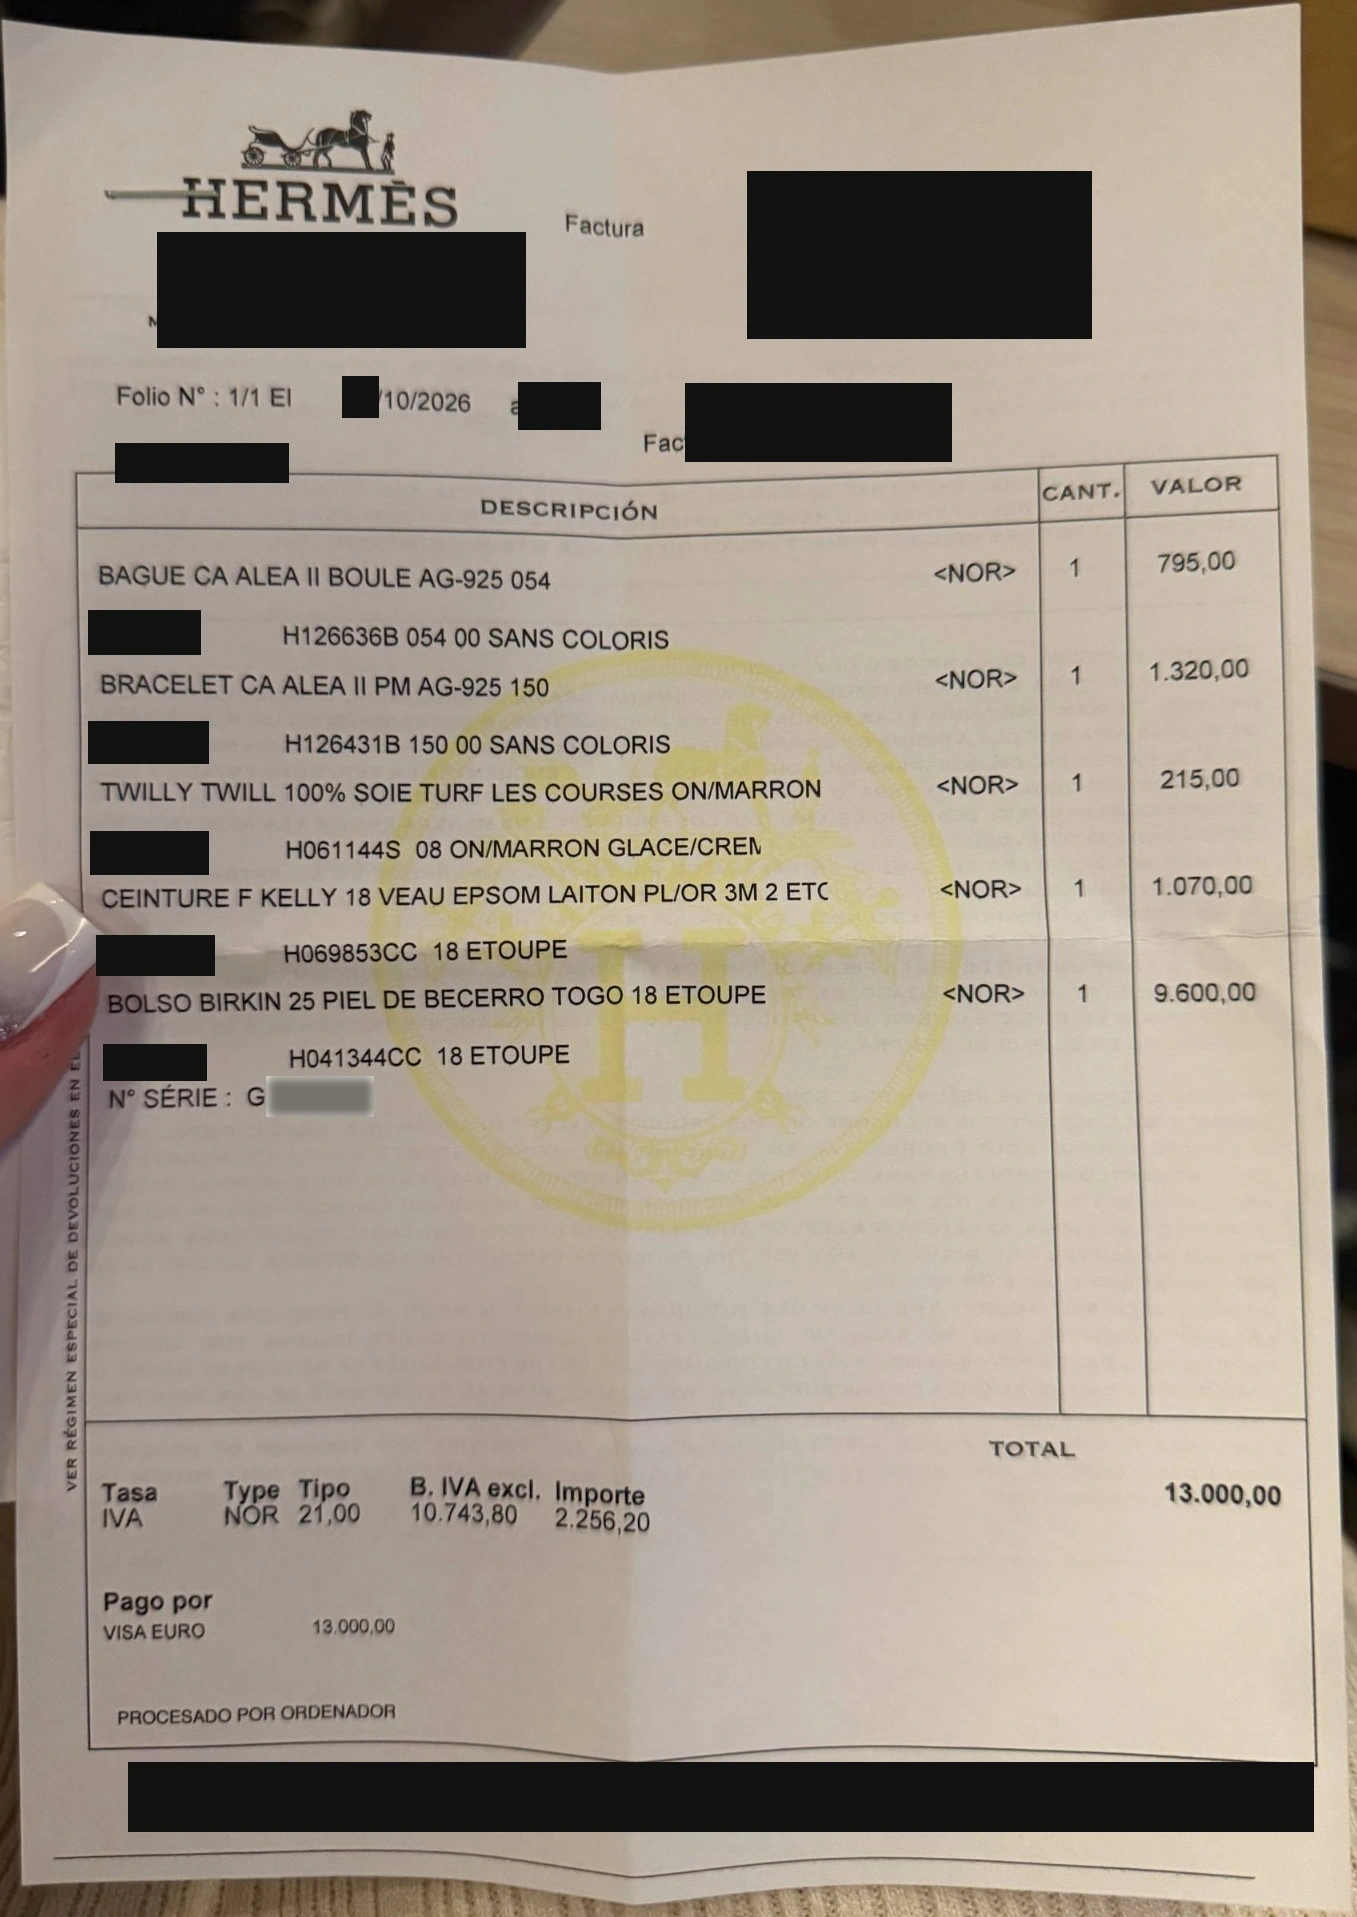 HERMÈS
Factura
Folio N° : 1/1 El /10/2026
DESCRIPCIÓN CANT. VALOR
BAGUE CA ALEA II BOULE AG-925 054 <NOR> 1 795,00
H126636B 054 00 SANS COLORIS
BRACELET CA ALEA II PM AG-925 150 <NOR> 1 1.320,00
H126431B 150 00 SANS COLORIS
TWILLY TWILL 100% SOIE TURF LES COURSES ON/MARRON <NOR> 1 215,00
H061144S 08 ON/MARRON GLACE/CREM
CEINTURE F KELLY 18 VEAU EPSOM LAITON PL/OR 3M 2 ETC <NOR> 1 1.070,00
H069853CC 18 ETOUPE
BOLSO BIRKIN 25 PIEL DE BECERRO TOGO 18 ETOUPE <NOR> 1 9.600,00
H041344CC 18 ETOUPE
N° SÉRIE : G
VER RÉGIMEN ESPECIAL DE DEVOLUCIONES EN EL
TOTAL
13.000,00
Tasa Type Tipo B. IVA excl. Importe
IVA NOR 21,00 10.743,80 2.256,20
Pago por
VISA EURO 13.000,00
PROCESADO POR ORDENADOR